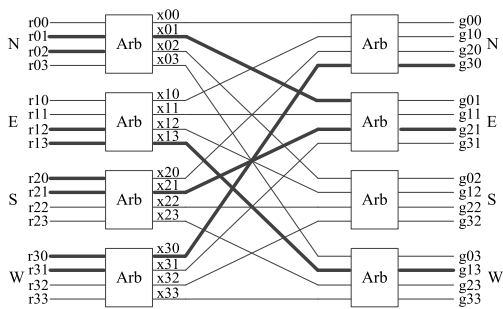 r00 x00 g00
r01 x01 g10
N r02 Arb x02 Arb g20 N
r03 x03 g30
r10 x10 g01
E r11 x11 g11 E
r12 Arb x12 Arb g21
r13 x13 g31
r20 x20 g02
S r21 Arb x21 Arb g12 S
r22 x22 g22
r23 x23 g32
r30 x30 g03
W r31 Arb x31 Arb g13 W
r32 x32 g23
r33 x33 g33